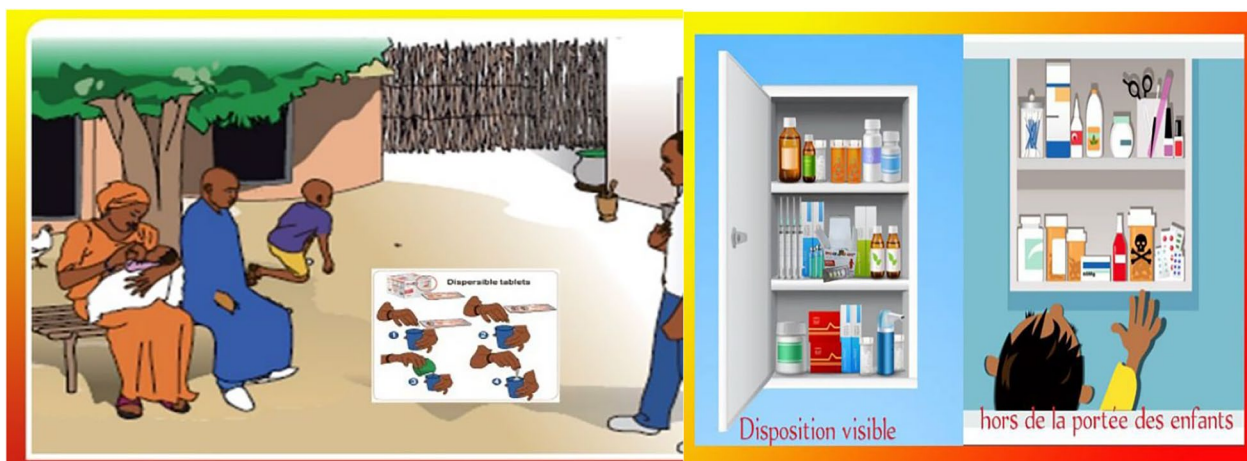 Dispersible tablets
1
2
3
4
Disposition visible
hors de la portée des enfants